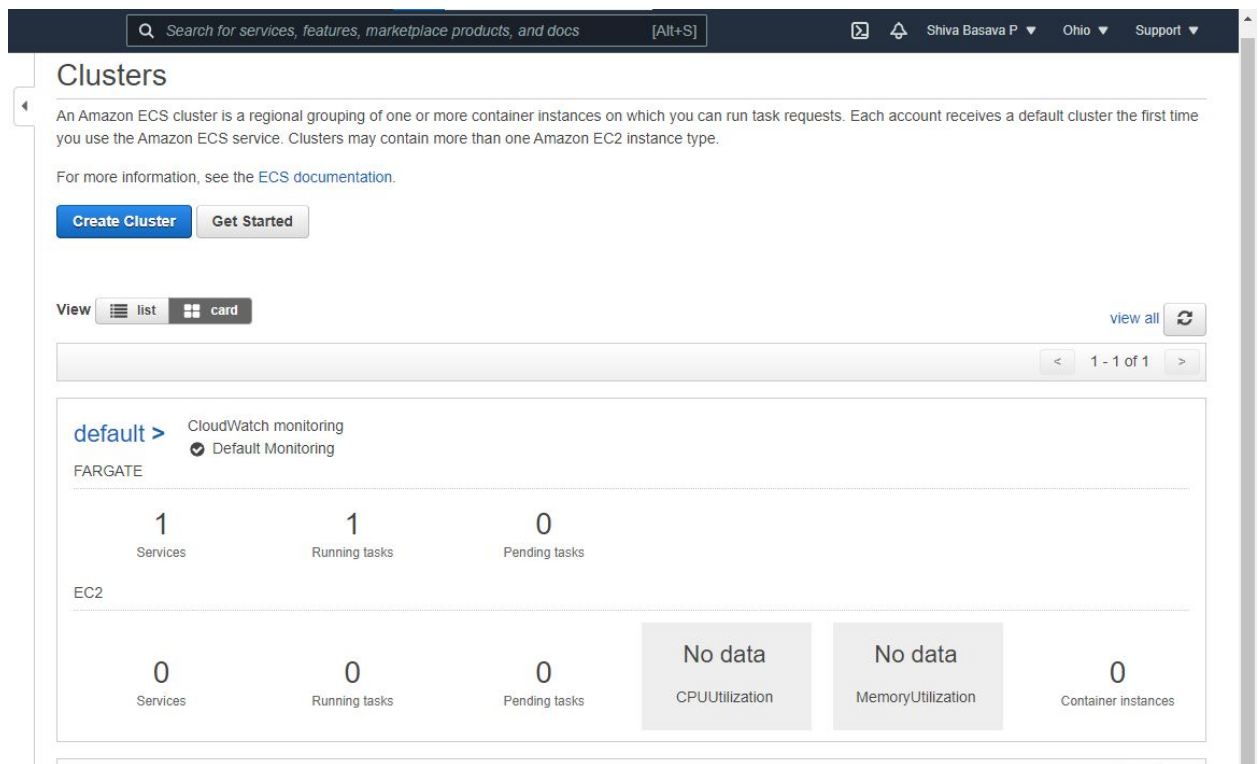 Search for services, features, marketplace products, and docs [Alt+S] Shiva Basava P Ohio Support
Clusters
An Amazon ECS cluster is a regional grouping of one or more container instances on which you can run task requests. Each account receives a default cluster the first time
you use the Amazon ECS service. Clusters may contain more than one Amazon EC2 instance type.
For more information, see the ECS documentation.
Create Cluster Get Started
View list card
view all
< 1 - 1 of 1 >
default > CloudWatch monitoring
Default Monitoring
FARGATE
1 1 0
Services Running tasks Pending tasks
EC2
No data No data
0 0 0 0
CPUUtilization MemoryUtilization
Services Running tasks Pending tasks Container instances